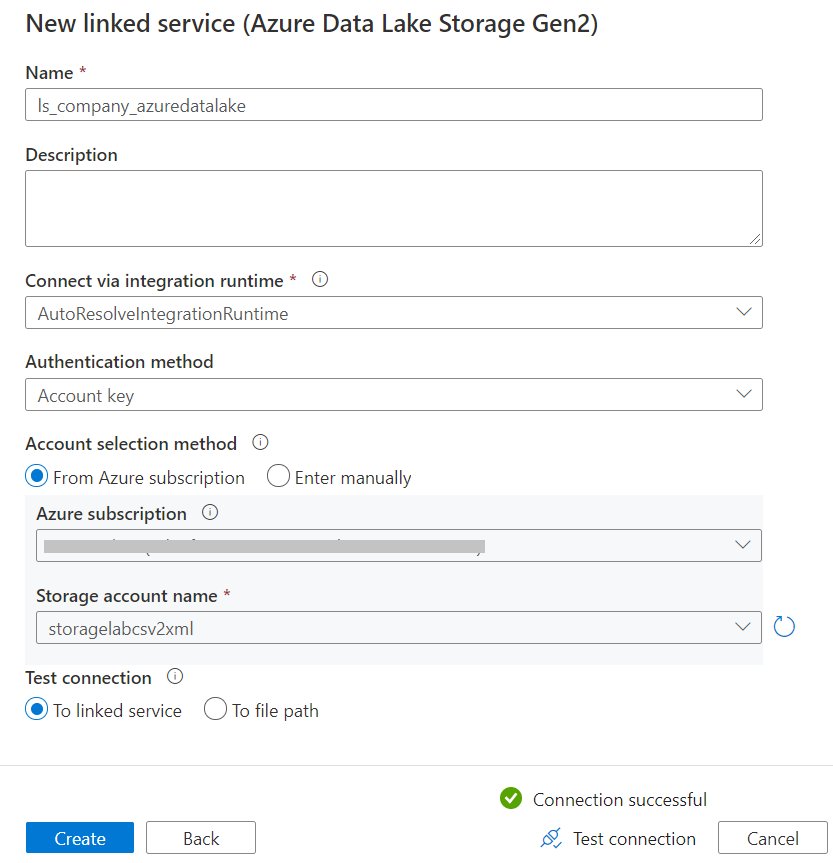 New linked service (Azure Data Lake Storage Gen2)
Name *
ls_company_azuredatalake
Description
Connect via integration runtime *
AutoResolveIntegrationRuntime
Authentication method
Account key
Account selection method
From Azure subscription Enter manually
Azure subscription
Storage account name *
storagelabcsv2xml
Test connection
To linked service To file path
Connection successful
Create Back Test connection Cancel